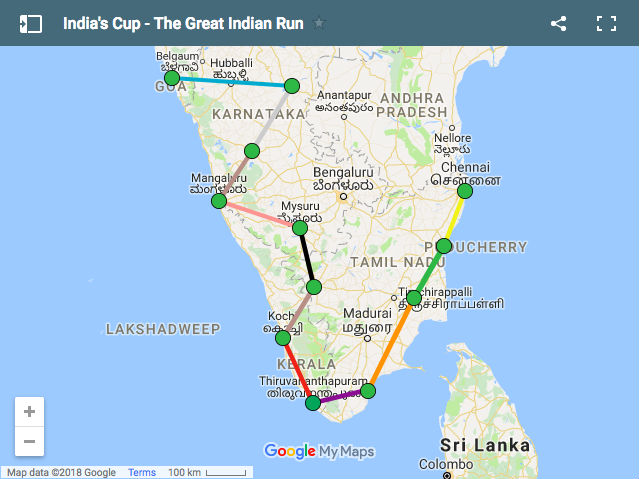 India's Cup - The Great Indian Run
Belgaum
ಬೆಳಗಾವಿ
Hubballi
ಹುಬ್ಬಳ್ಳಿ
GOA
Anantapur
అనంతపురం
ANDHRA
PRADESH
KARNATAKA
Nellore
నెల్లూరు
Chennai
சென்னை
Bengaluru
ಬೆಂಗಳೂರು
Mangaluru
ಮಂಗಳೂರು
Mysuru
ಮೈಸೂರು
PUDUCHERRY
TAMIL NADU
Tiruchirappalli
திருச்சிராப்பள்ளி
Madurai
மதுரை
Kochi
കൊച്ചി
LAKSHADWEEP
KERALA
Thiruvananthapuram
തിരുവനന്തപുരം
+
−
Google My Maps
Sri Lanka
Colombo
Map data ©2018 Google Terms 100 km